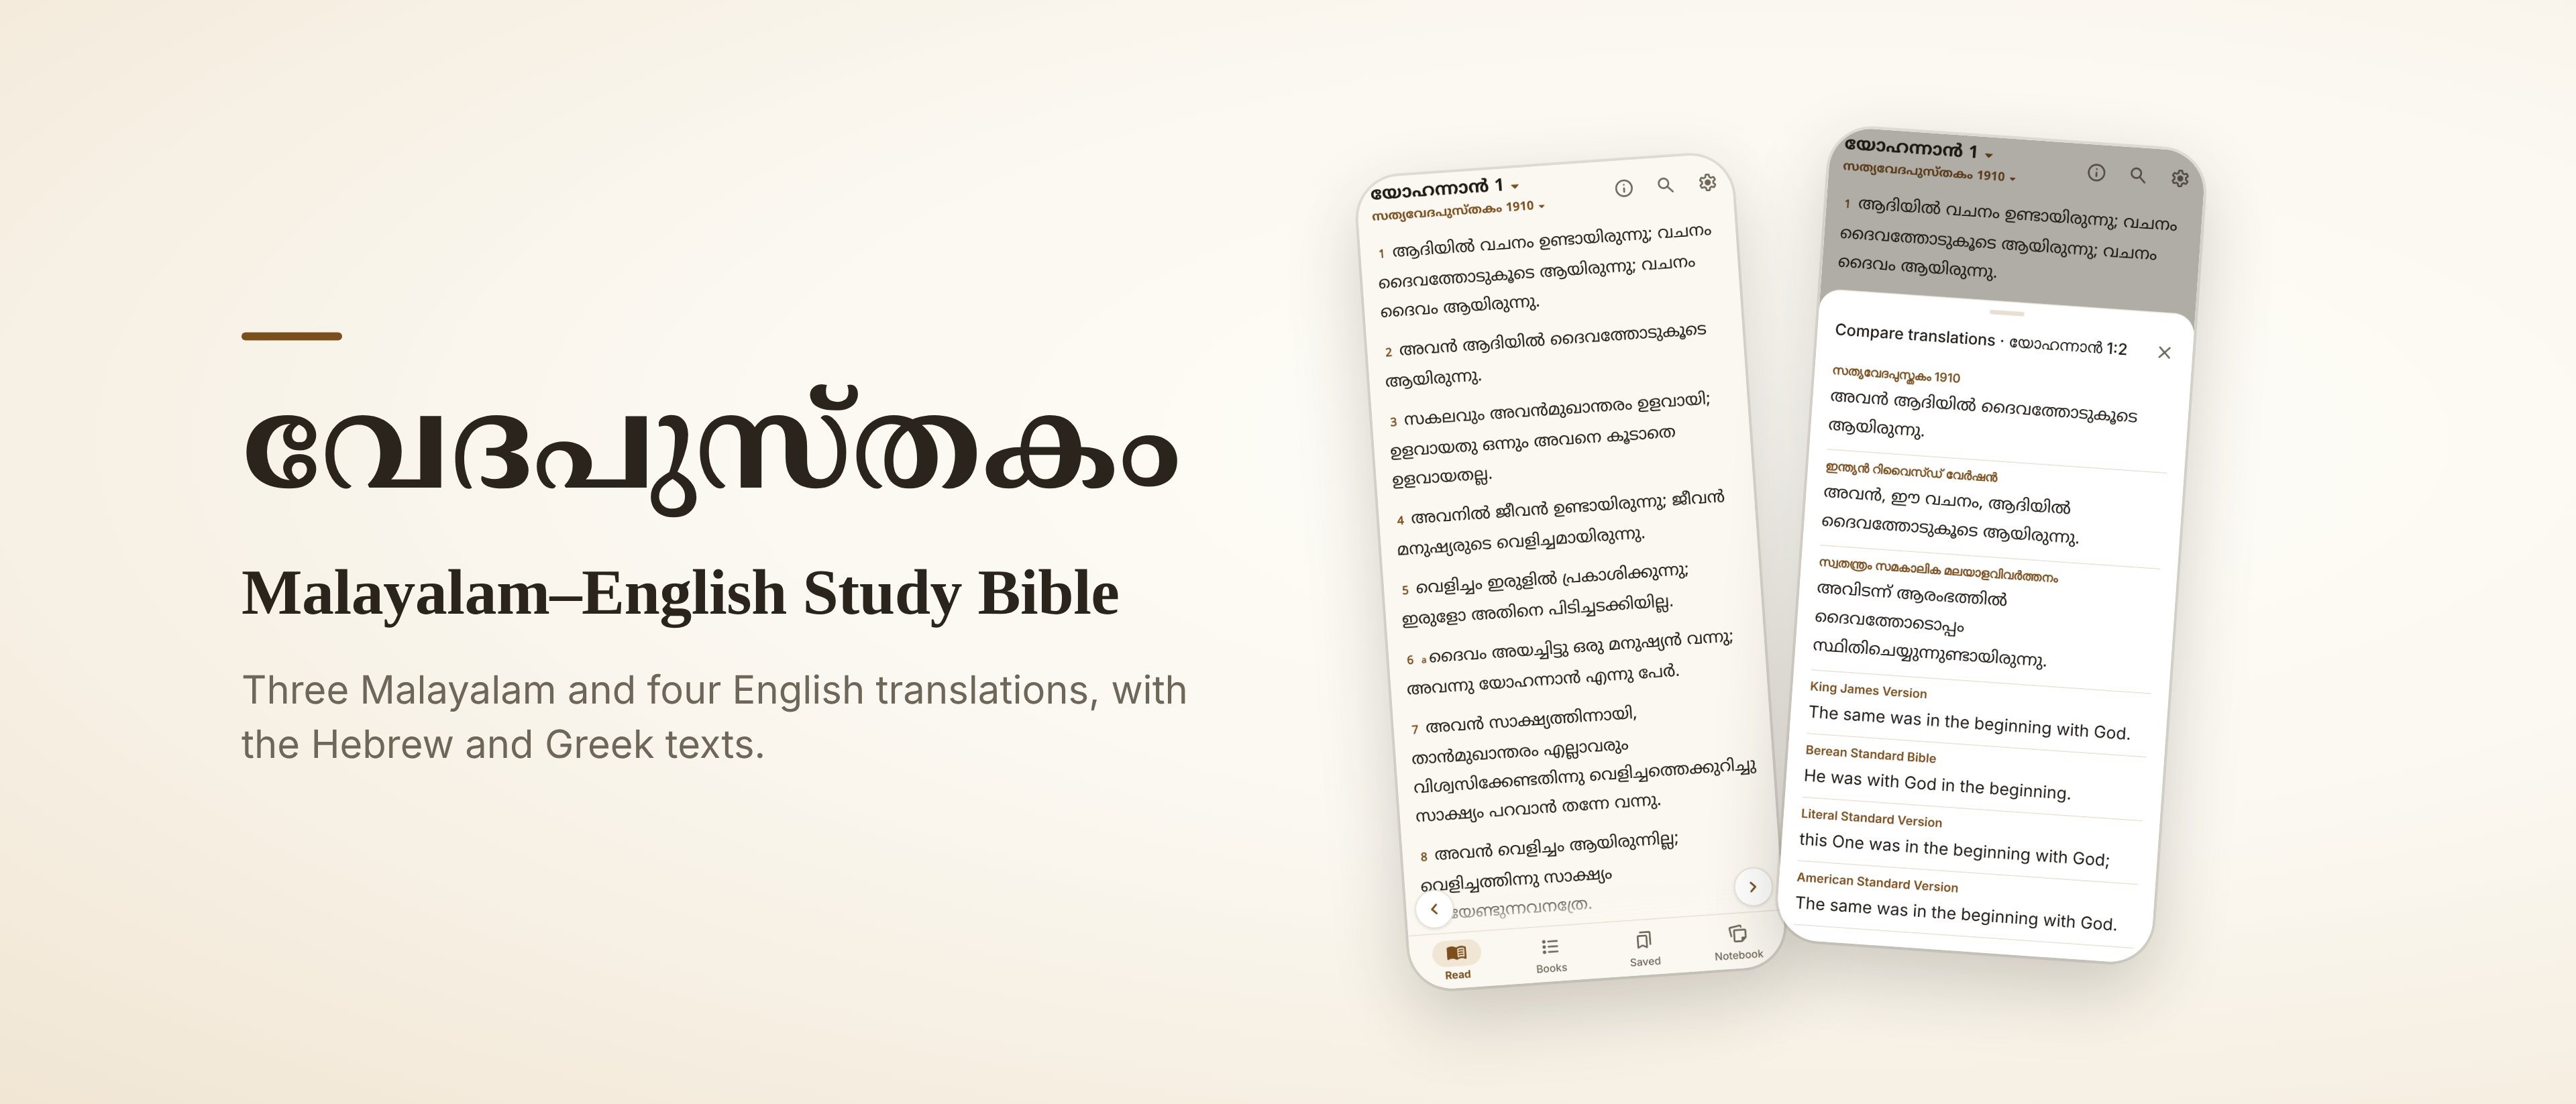 വേദപുസ്തകം
Malayalam–English Study Bible
Three Malayalam and four English translations, with
the Hebrew and Greek texts.
യോഹന്നാൻ 1
സത്യവേദപുസ്തകം 1910
1 ആദിയിൽ വചനം ഉണ്ടായിരുന്നു; വചനം
ദൈവത്തോടുകൂടെ ആയിരുന്നു; വചനം
ദൈവം ആയിരുന്നു.
2 അവൻ ആദിയിൽ ദൈവത്തോടുകൂടെ
ആയിരുന്നു.
3 സകലവും അവൻമുഖാന്തരം ഉളവായി;
ഉളവായതു ഒന്നും അവനെ കൂടാതെ
ഉളവായതല്ല.
4 അവനിൽ ജീവൻ ഉണ്ടായിരുന്നു; ജീവൻ
മനുഷ്യരുടെ വെളിച്ചമായിരുന്നു.
5 വെളിച്ചം ഇരുളിൽ പ്രകാശിക്കുന്നു;
ഇരുളോ അതിനെ പിടിച്ചടക്കിയില്ല.
6 a ദൈവം അയച്ചിട്ടു ഒരു മനുഷ്യൻ വന്നു;
അവന്നു യോഹന്നാൻ എന്നു പേർ.
7 അവൻ സാക്ഷ്യത്തിന്നായി,
താൻമുഖാന്തരം എല്ലാവരും
വിശ്വസിക്കേണ്ടതിന്നു വെളിച്ചത്തെക്കുറിച്ചു
സാക്ഷ്യം പറവാൻ തന്നേ വന്നു.
8 അവൻ വെളിച്ചം ആയിരുന്നില്ല;
വെളിച്ചത്തിന്നു സാക്ഷ്യം
യേണ്ടുന്നവനത്രേ.
Read
Books
Saved
Notebook
യോഹന്നാൻ 1
സത്യവേദപുസ്തകം 1910
1 ആദിയിൽ വചനം ഉണ്ടായിരുന്നു; വചനം
ദൈവത്തോടുകൂടെ ആയിരുന്നു; വചനം
ദൈവം ആയിരുന്നു.
Compare translations · യോഹന്നാൻ 1:2
സത്യവേദപുസ്തകം 1910
അവൻ ആദിയിൽ ദൈവത്തോടുകൂടെ
ആയിരുന്നു.
ഇന്ത്യൻ റിവൈസ്ഡ് വേർഷൻ
അവൻ, ഈ വചനം, ആദിയിൽ
ദൈവത്തോടുകൂടെ ആയിരുന്നു.
സ്വതന്ത്രം സമകാലിക മലയാളവിവർത്തനം
അവിടന്ന് ആരംഭത്തിൽ
ദൈവത്തോടൊപ്പം
സ്ഥിതിചെയ്യുന്നുണ്ടായിരുന്നു.
King James Version
The same was in the beginning with God.
Berean Standard Bible
He was with God in the beginning.
Literal Standard Version
this One was in the beginning with God;
American Standard Version
The same was in the beginning with God.